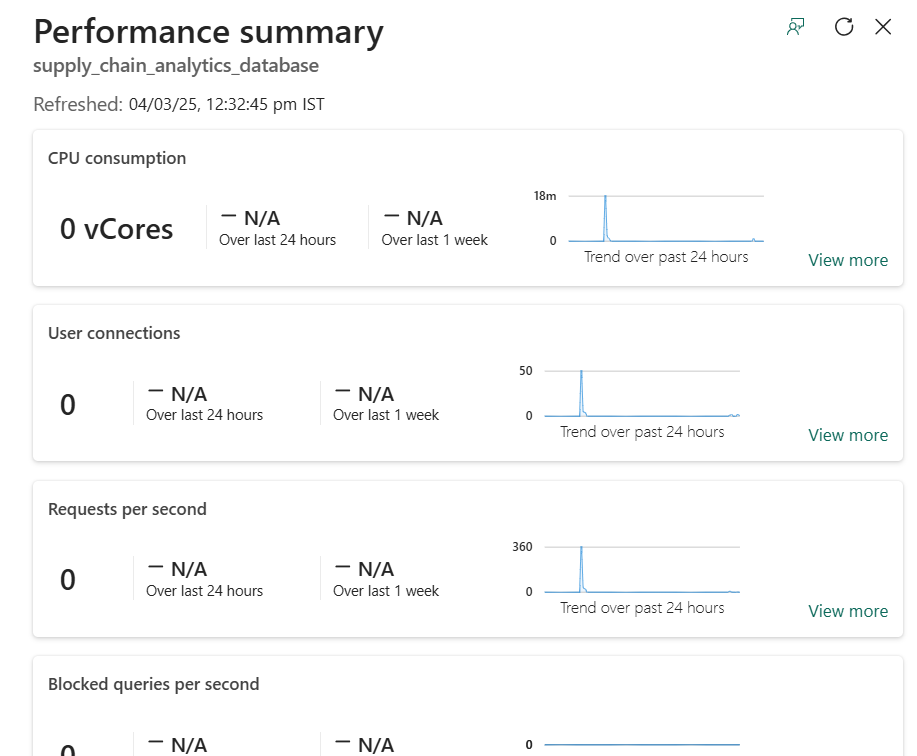 Performance summary
supply_chain_analytics_database
Refreshed: 04/03/25, 12:32:45 pm IST
CPU consumption
0 vCores
— N/A
Over last 24 hours
— N/A
Over last 1 week
18m
0
Trend over past 24 hours
View more
User connections
0
— N/A
Over last 24 hours
— N/A
Over last 1 week
50
0
Trend over past 24 hours
View more
Requests per second
0
— N/A
Over last 24 hours
— N/A
Over last 1 week
360
0
Trend over past 24 hours
View more
Blocked queries per second
0
— N/A
— N/A
0